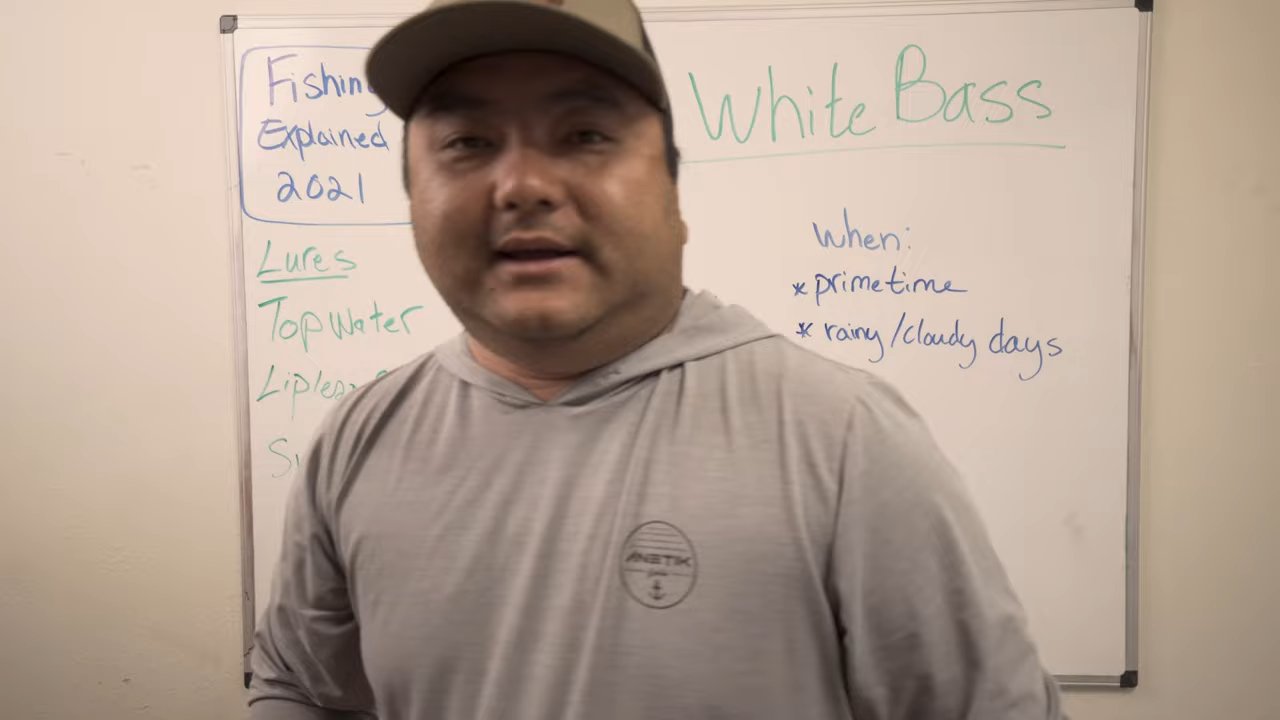 Fishing
Explained
2021
Lures
Top Water
White Bass
When:
* primetime
* rainy/cloudy days
ANETIK